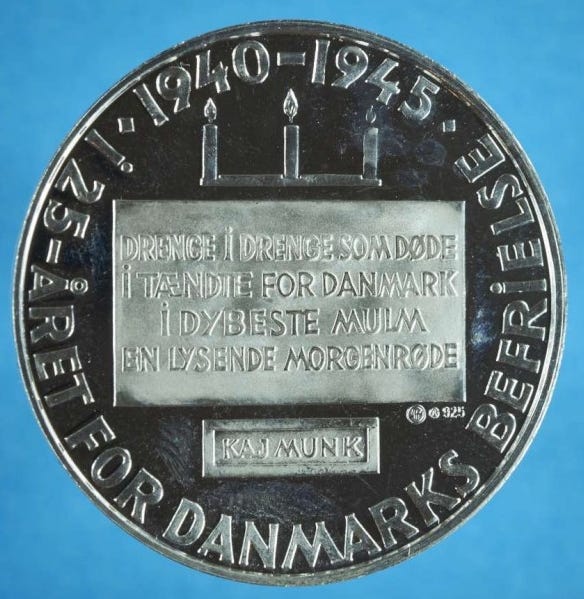 · 1940-1945 ·
i 25-ÅRET FOR DANMARKS BEFRiELSE
DRENGE i DRENGE SOM DØDE
i TÆNDTE FOR DANMARK
i DYBESTE MULM
EN LYSENDE MORGENRØDE
925
KAJ MUNK